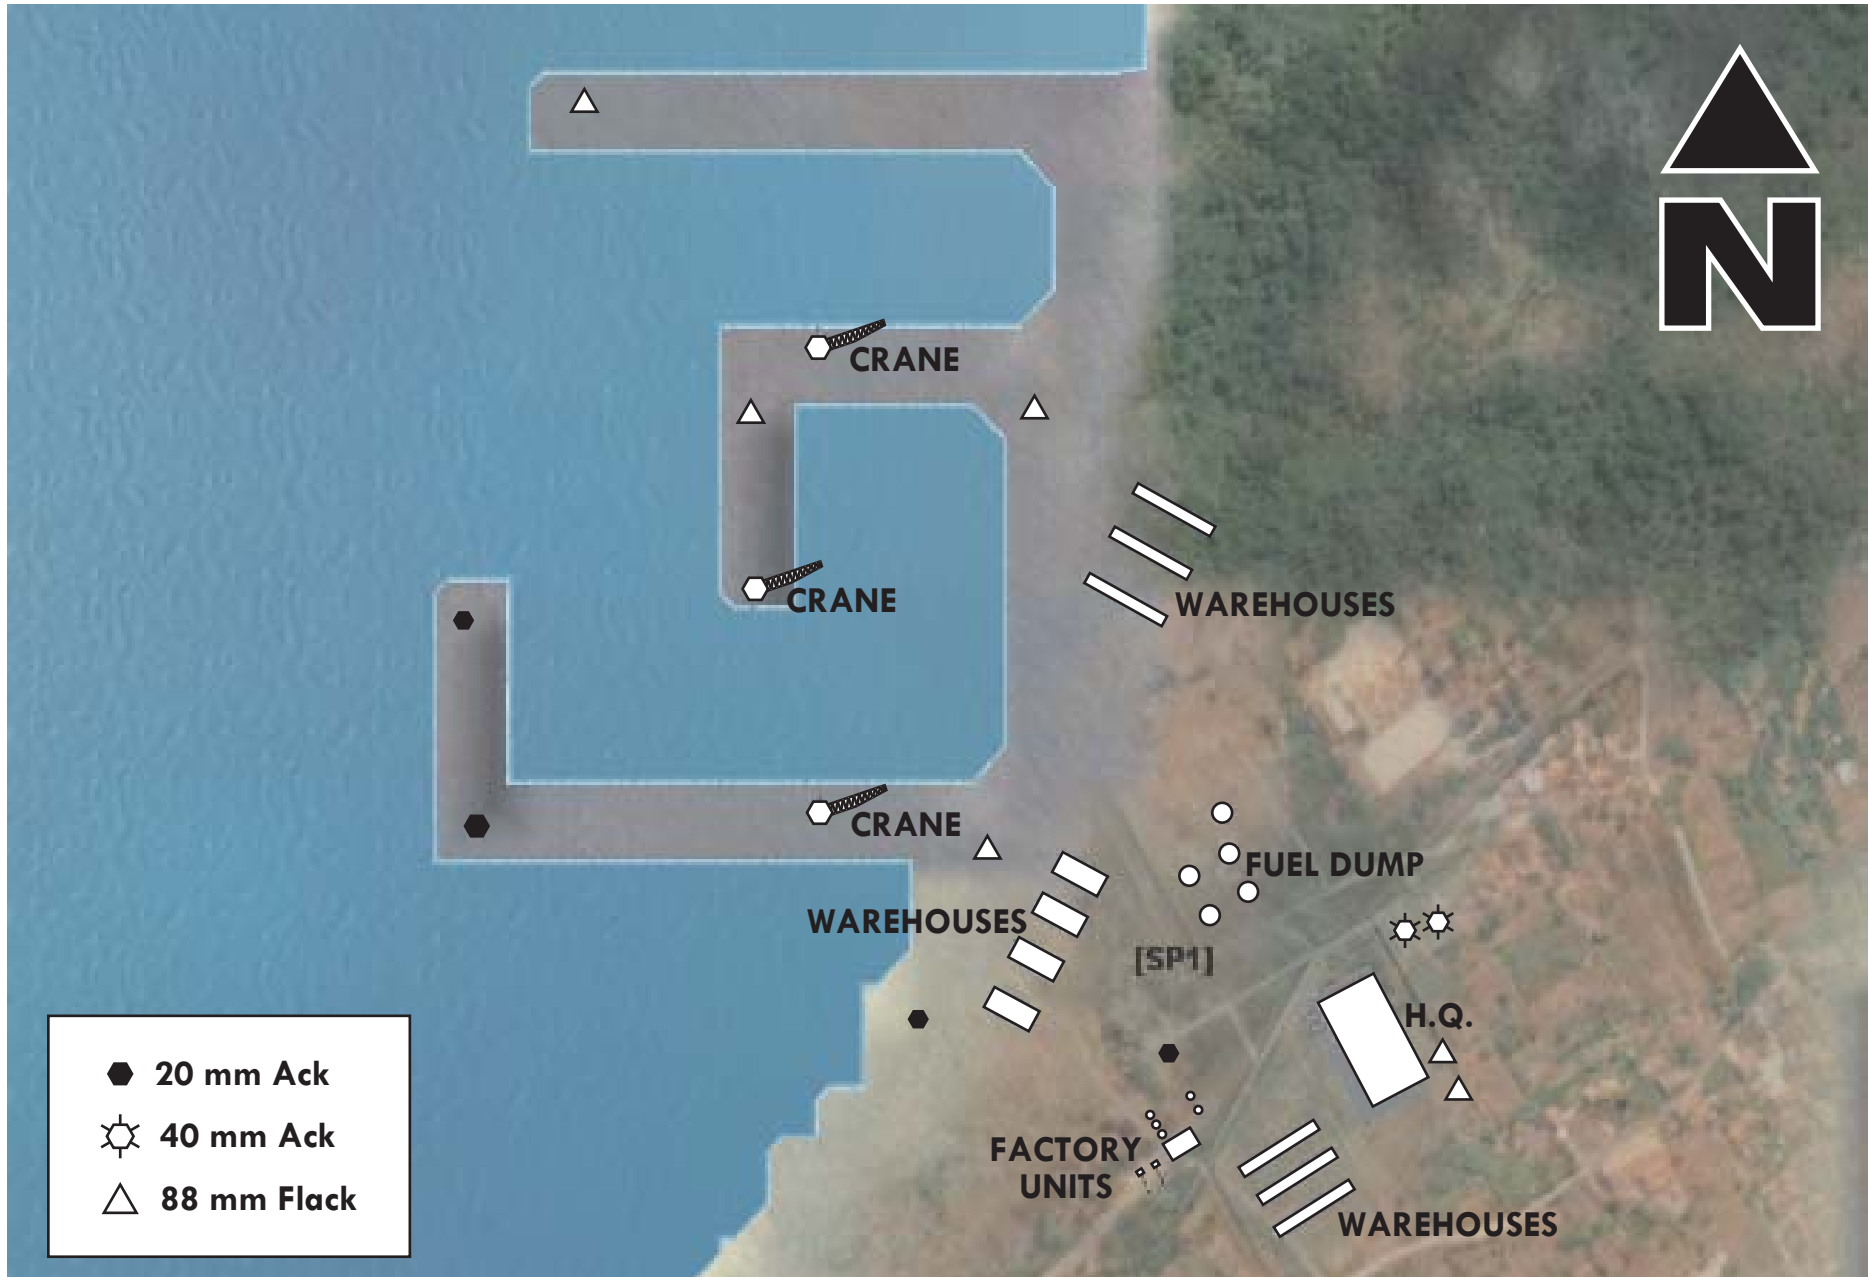 N
CRANE
CRANE
WAREHOUSES
CRANE
FUEL DUMP
WAREHOUSES
[SP1]
H.Q.
20 mm Ack
40 mm Ack
88 mm Flack
FACTORY
UNITS
WAREHOUSES